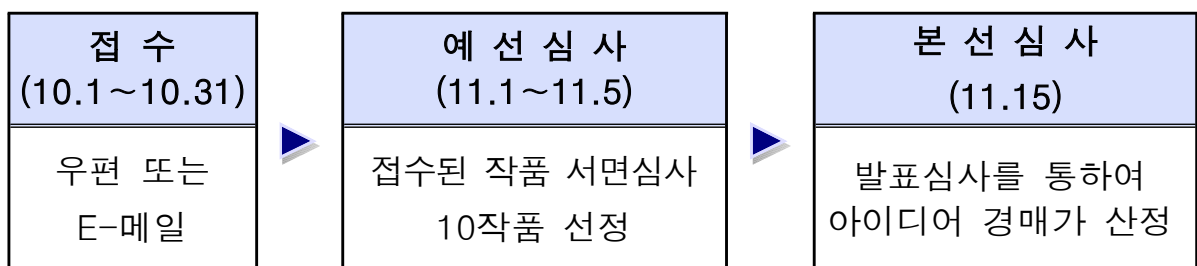 접 수
(10.1~10.31)
우편 또는
E-메일
예 선 심 사
(11.1~11.5)
접수된 작품 서면심사
10작품 선정
본 선 심 사
(11.15)
발표심사를 통하여
아이디어 경매가 산정